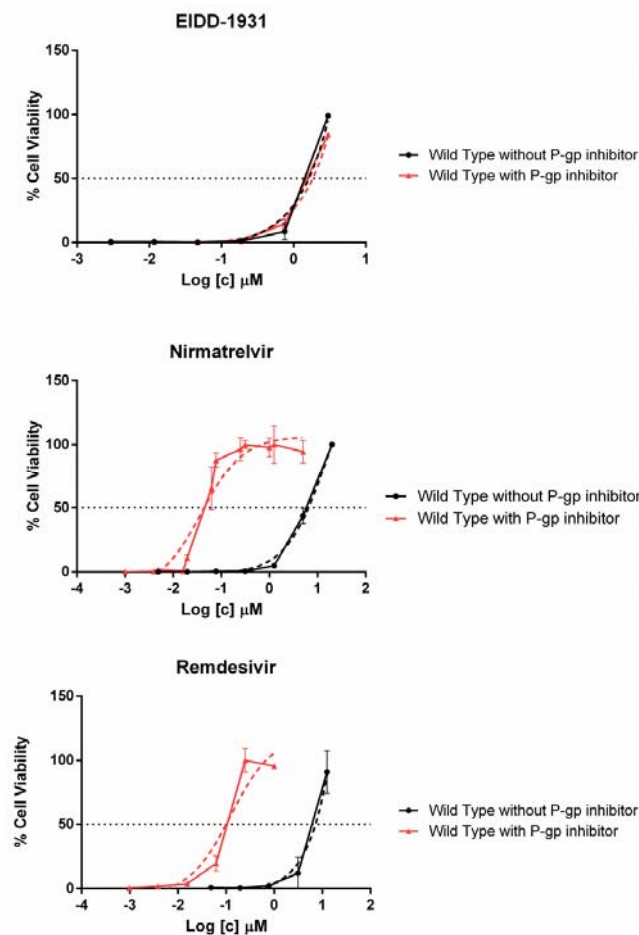 EIDD-1931
150
100
50
0
% Cell Viability
-3 -2 -1 0 1
Log [c] μM
Wild Type without P-gp inhibitor
Wild Type with P-gp inhibitor
Nirmatrelvir
150
100
50
0
% Cell Viability
-4 -3 -2 -1 0 1 2
Log [c] μM
Wild Type without P-gp inhibitor
Wild Type with P-gp inhibitor
Remdesivir
150
100
50
0
% Cell Viability
-4 -3 -2 -1 0 1 2
Log [c] μM
Wild Type without P-gp inhibitor
Wild Type with P-gp inhibitor